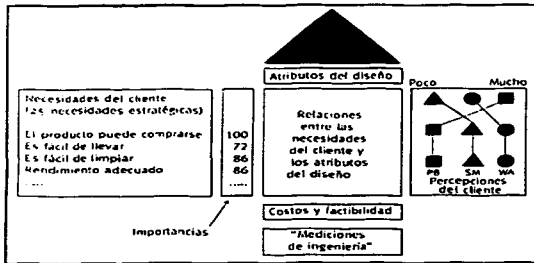 Atributos del diseño
Poco Mucho
Necesidades del cliente
(las necesidades estratégicas)
El producto puede comprarse 100
Es fácil de llevar 72
Es fácil de limpiar 86
Rendimiento adecuado 86
..... .....
Relaciones
entre las
necesidades
del cliente y
los atributos
del diseño
PB SM WA
Percepciones
del cliente
Importancias
Costos y factibilidad
"Mediciones
de ingeniería"